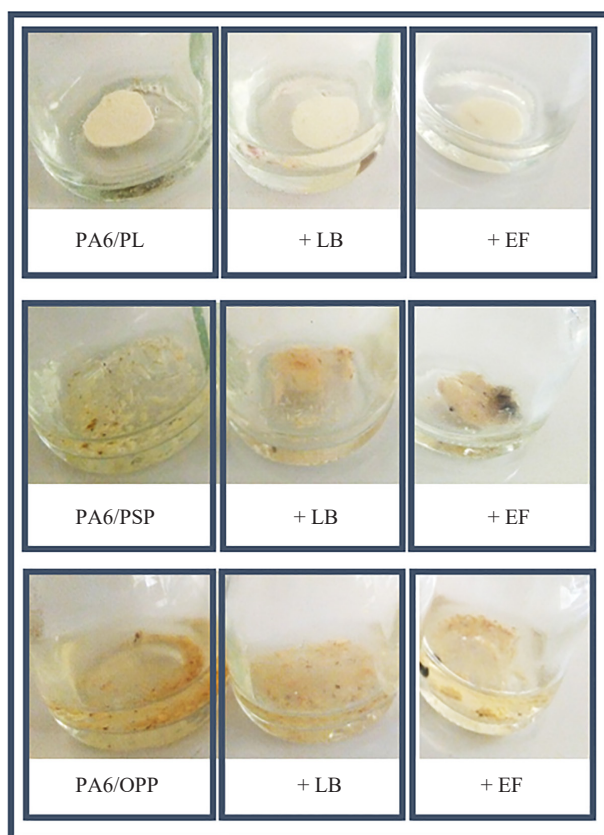 PA6/PL
+ LB
+ EF
PA6/PSP
+ LB
+ EF
PA6/OPP
+ LB
+ EF